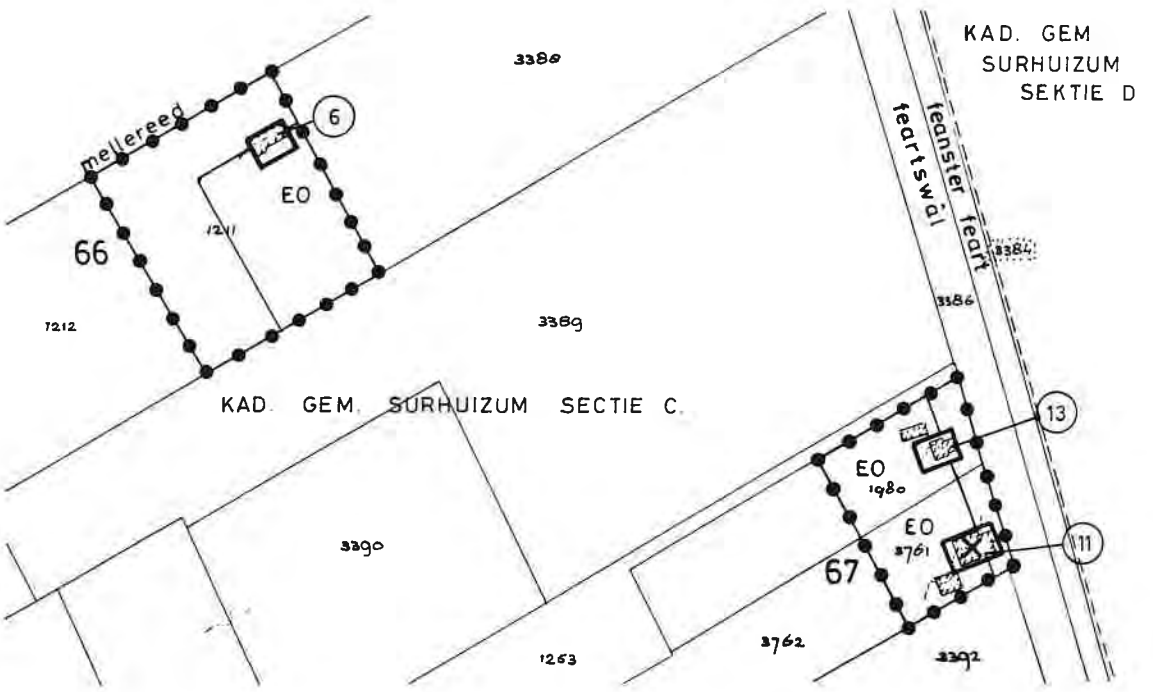 KAD. GEM
SURHUIZUM
SEKTIE D
3388
mellereed
6
EO
1211
66
1212
feartswâl
feanster feart
3384
3386
3389
KAD. GEM. SURHUIZUM SECTIE C.
13
EO
1980
EO
3761
11
67
3390
1263
3762
3392